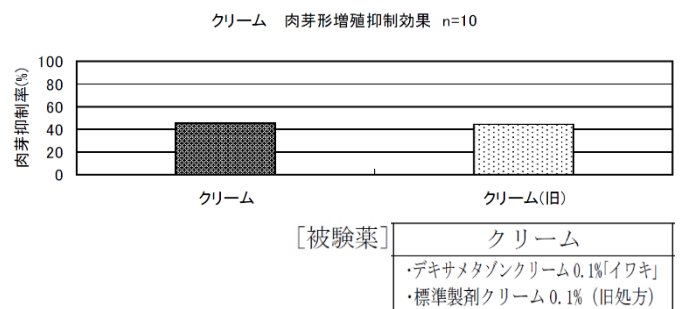 クリーム 肉芽形増殖抑制効果 n=10
肉芽抑制率(%)
100
80
60
40
20
0
クリーム クリーム(旧)
[被験薬] クリーム
・デキサメタゾンクリーム0.1%「イワキ」
・標準製剤クリーム0.1%(旧処方)